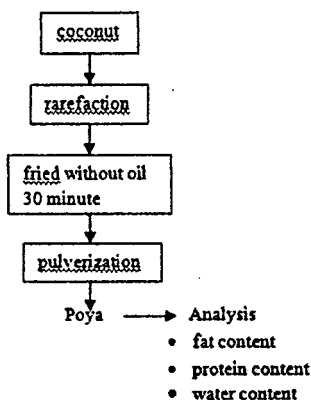 coconut
rarefaction
fried without oil
30 minute
pulverization
Poya Analysis
• fat content
• protein content
• water content